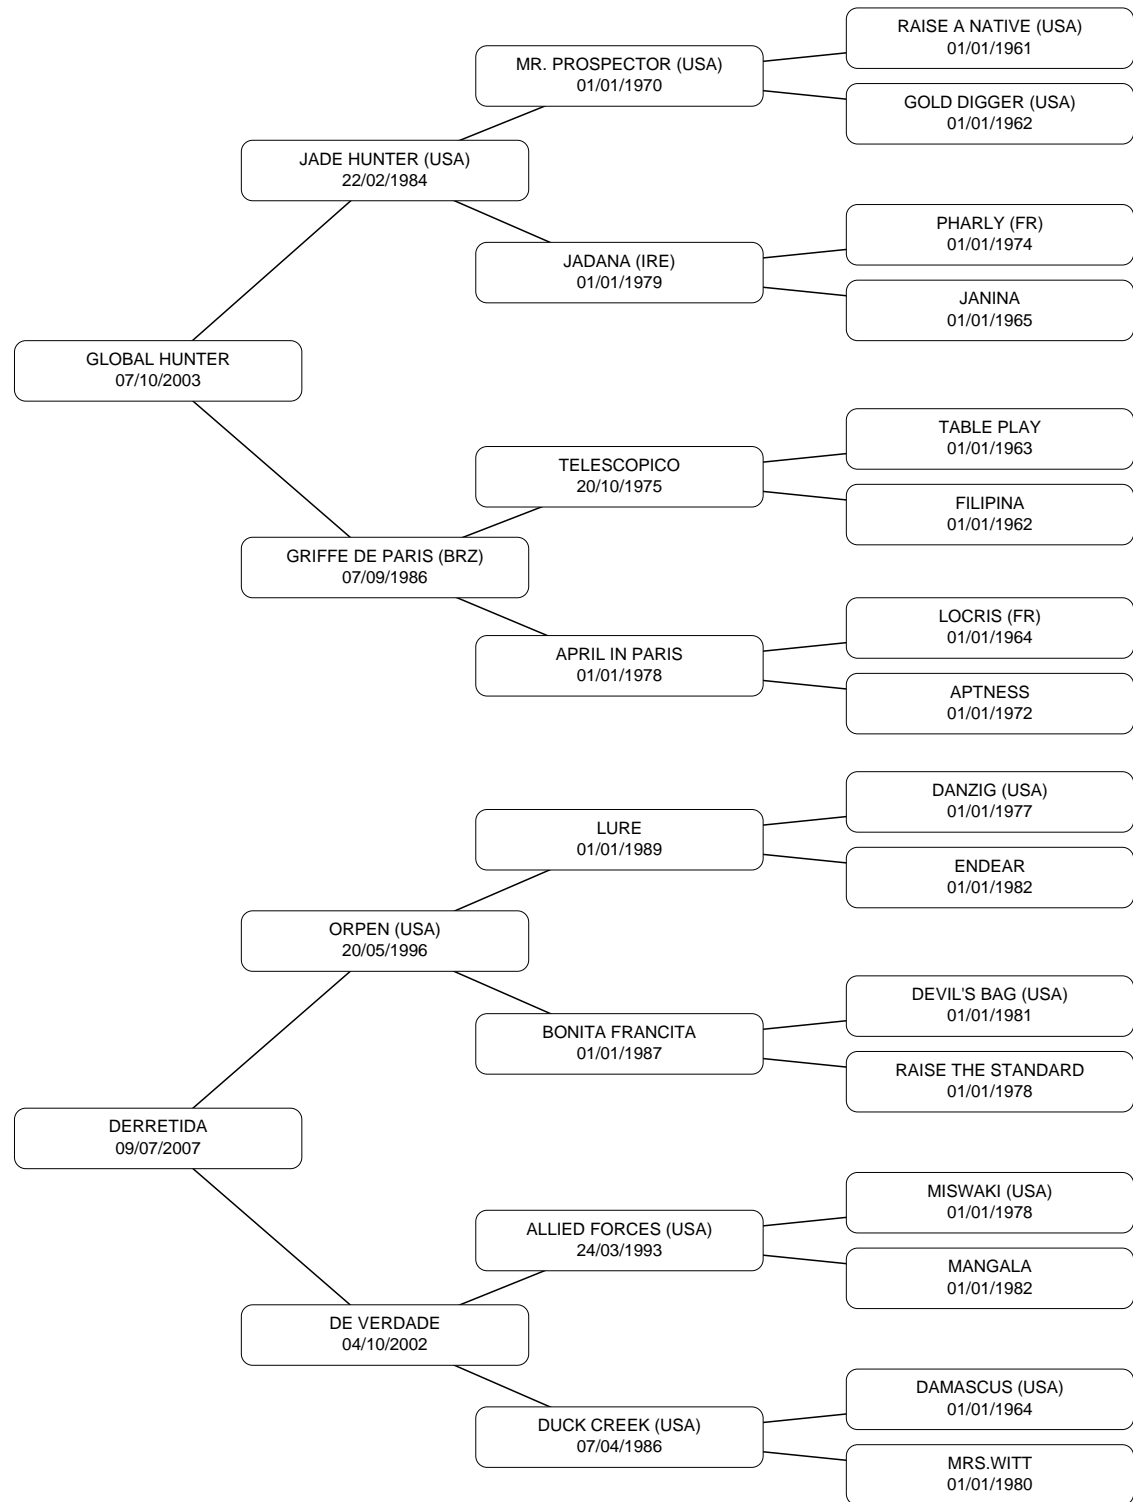 RAISE A NATIVE (USA)
01/01/1961
MR. PROSPECTOR (USA)
01/01/1970
GOLD DIGGER (USA)
01/01/1962
JADE HUNTER (USA)
22/02/1984
PHARLY (FR)
01/01/1974
JADANA (IRE)
01/01/1979
JANINA
01/01/1965
GLOBAL HUNTER
07/10/2003
TABLE PLAY
01/01/1963
TELESCOPICO
20/10/1975
FILIPINA
01/01/1962
GRIFFE DE PARIS (BRZ)
07/09/1986
LOCRIS (FR)
01/01/1964
APRIL IN PARIS
01/01/1978
APTNESS
01/01/1972
DANZIG (USA)
01/01/1977
LURE
01/01/1989
ENDEAR
01/01/1982
ORPEN (USA)
20/05/1996
DEVIL'S BAG (USA)
01/01/1981
BONITA FRANCITA
01/01/1987
RAISE THE STANDARD
01/01/1978
DERRETIDA
09/07/2007
MISWAKI (USA)
01/01/1978
ALLIED FORCES (USA)
24/03/1993
MANGALA
01/01/1982
DE VERDADE
04/10/2002
DAMASCUS (USA)
01/01/1964
DUCK CREEK (USA)
07/04/1986
MRS.WITT
01/01/1980